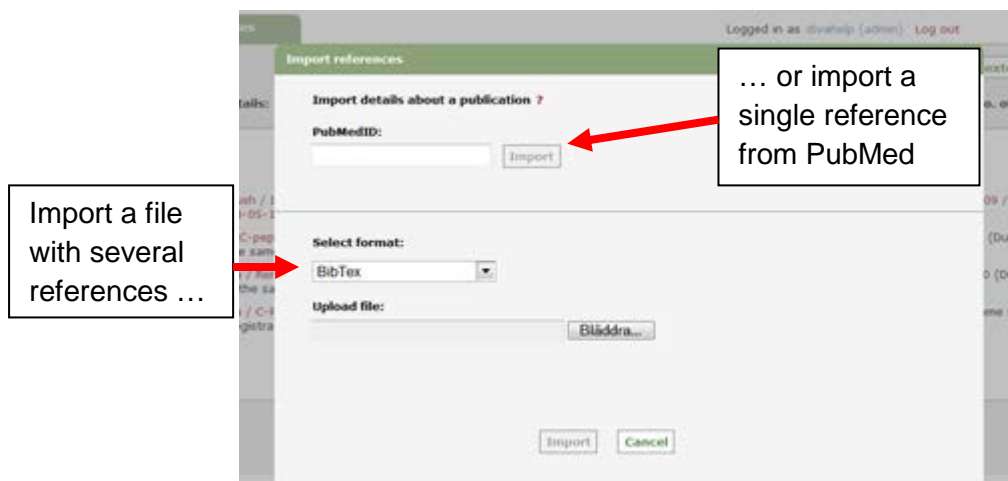 Logged in as divahelp (admin) Log out
Import references
… or import a
single reference
from PubMed
Import details about a publication ?
PubMedID:
Import
Import a file
with several
references …
Select format:
BibTex
Upload file:
Bläddra...
Import Cancel